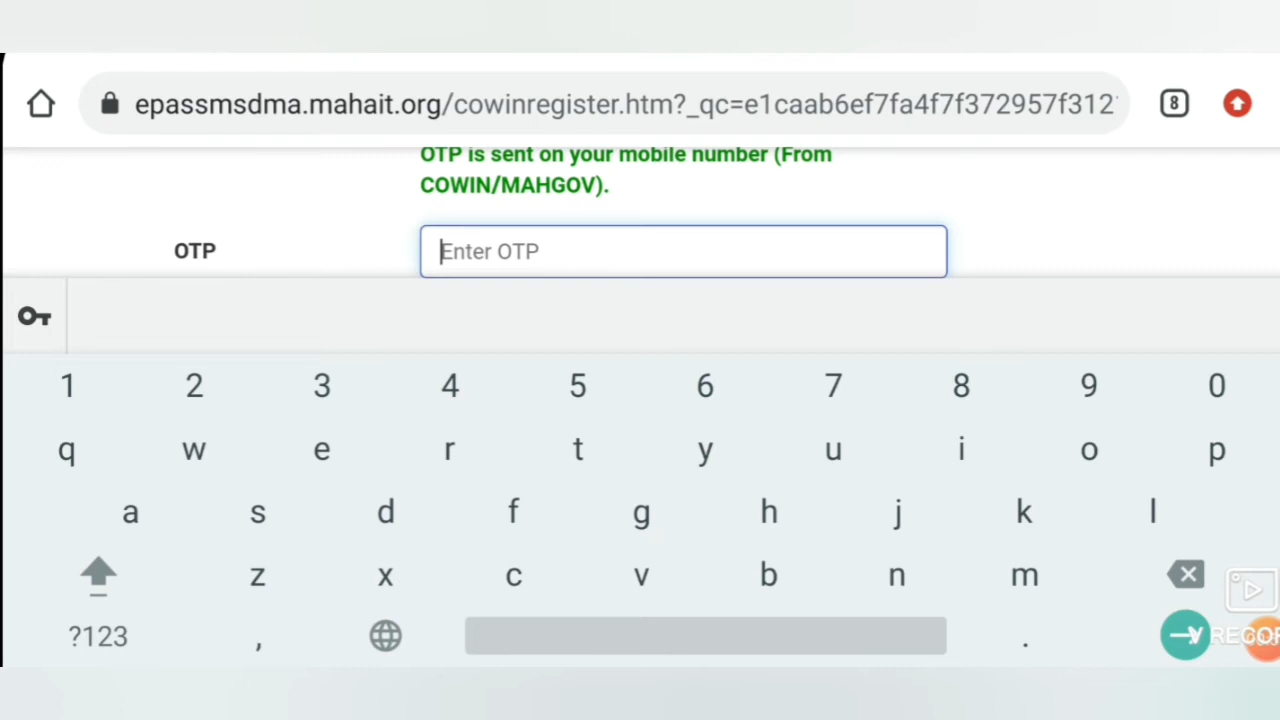 epassmsdma.mahait.org/cowinregister.htm?_qc=e1caab6ef7fa4f7f372957f312
8
OTP is sent on your mobile number (From
COWIN/MAHGOV).
OTP
Enter OTP
1 2 3 4 5 6 7 8 9 0
q w e r t y u i o p
a s d f g h j k l
z x c v b n m
?123 , .